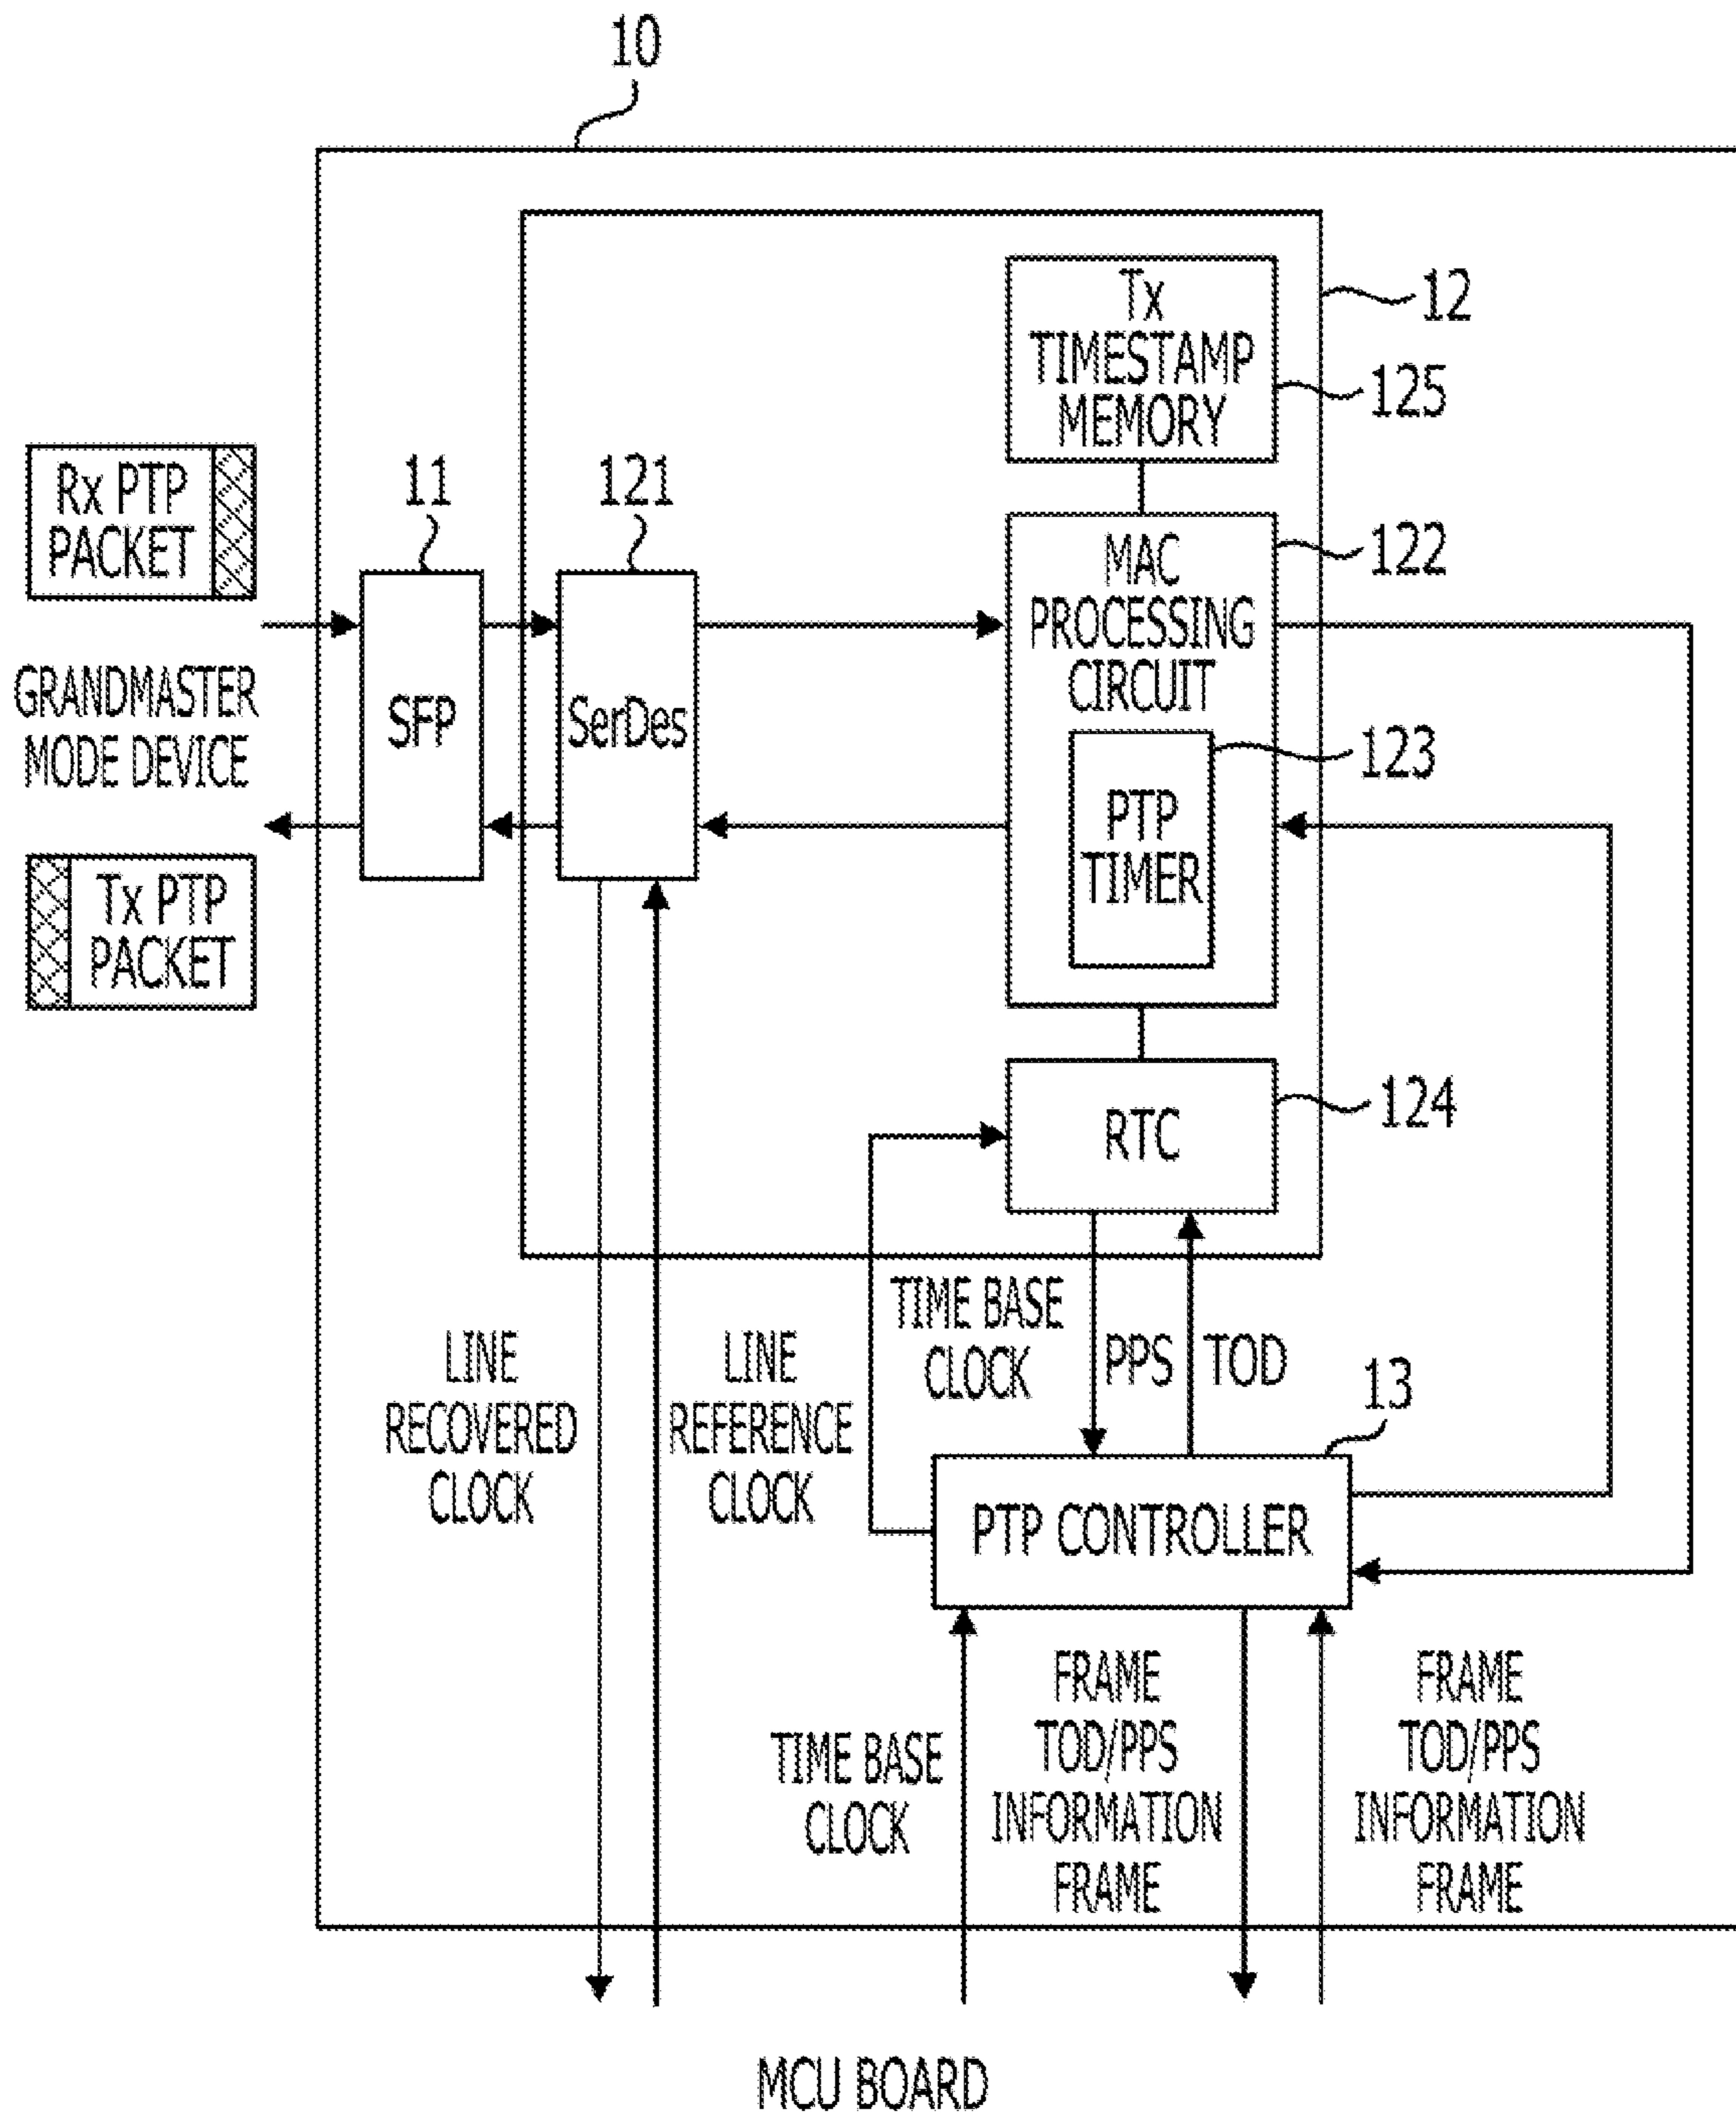 10
Tx
TIMESTAMP
MEMORY
12
125
Rx PTP
PACKET
11
121
MAC
PROCESSING
CIRCUIT
122
GRANDMASTER
MODE DEVICE
SFP
SerDes
123
PTP
TIMER
Tx PTP
PACKET
RTC
124
TIME BASE
CLOCK
PPS
TOD
LINE
RECOVERED
CLOCK
LINE
REFERENCE
CLOCK
13
PTP CONTROLLER
TIME BASE
CLOCK
FRAME
TOD/PPS
INFORMATION
FRAME
FRAME
TOD/PPS
INFORMATION
FRAME
MCU BOARD